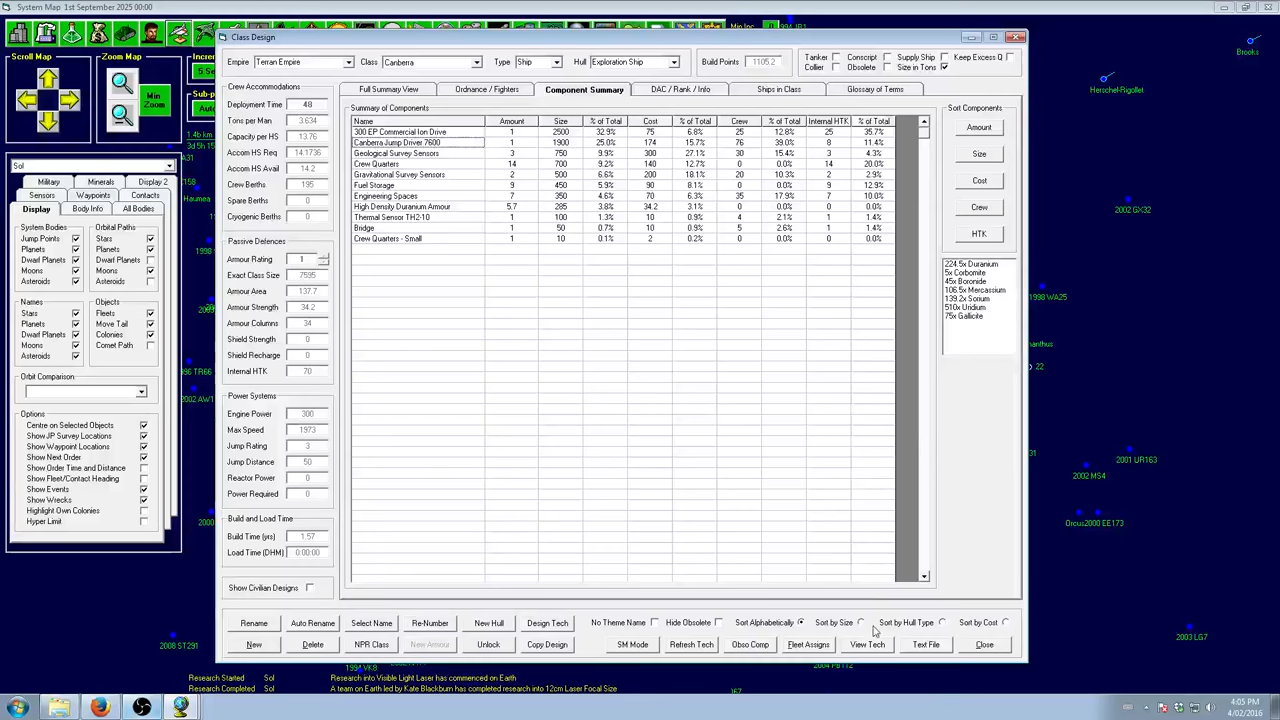 System Map 1st September 2025 00:00
Class Design
Scroll Map
Zoom Map
Min Zoom
Sol
Military
Minerals
Display 2
Sensors
Waypoints
Contacts
Display
Body Info
All Bodies
System Bodies
Orbital Paths
Jump Points
Stars
Planets
Planets
Dwarf Planets
Dwarf Planets
Moons
Moons
Asteroids
Asteroids
Names
Objects
Stars
Fleets
Planets
Move Tail
Dwarf Planets
Colonies
Moons
Comet Path
Asteroids
Orbit Comparison
Options
Centre on Selected Objects
Show JP Survey Locations
Show Waypoint Locations
Show Next Order
Show Order Time and Distance
Show Fleet/Contact Heading
Show Events
Show Wrecks
Highlight Own Colonies
Hyper Limit
Empire Terran Empire Class Canberra Type Ship Hull Exploration Ship Build Points 1105.2
Tanker Conscript Supply Ship Keep Excess Q
Collier Obsolete Size in Tons
Crew Accommodations
Deployment Time 48
Tons per Man 3.634
Capacity per HS 13.76
Accom HS Req 14.1736
Accom HS Avail 14.2
Crew Berths 195
Spare Berths 0
Cryogenic Berths 0
Passive Defences
Armour Rating 1
Exact Class Size 7595
Armour Area 137.7
Armour Strength 34.2
Armour Columns 34
Shield Strength 0
Shield Recharge 0
Internal HTK 70
Power Systems
Engine Power 300
Max Speed 1973
Jump Rating 3
Jump Distance 50
Reactor Power 0
Power Required 0
Build and Load Time
Build Time (yrs) 1.57
Load Time (DHM) 0:00:00
Show Civilian Designs
Full Summary View
Ordnance / Fighters
Component Summary
DAC / Rank / Info
Ships in Class
Glossary of Terms
Summary of Components
Name Amount Size % of Total Cost % of Total Crew % of Total Internal HTK % of Total
300 EP Commercial Ion Drive 1 2500 32.9% 75 6.8% 25 12.8% 25 35.7%
Canberra Jump Driver 7600 1 1900 25.0% 174 15.7% 76 39.0% 8 11.4%
Geological Survey Sensors 3 750 9.9% 300 27.1% 30 15.4% 3 4.3%
Crew Quarters 14 700 9.2% 140 12.7% 0 0.0% 14 20.0%
Gravitational Survey Sensors 2 500 6.6% 200 18.1% 20 10.3% 2 2.9%
Fuel Storage 9 450 5.9% 90 8.1% 0 0.0% 9 12.9%
Engineering Spaces 7 350 4.6% 70 6.3% 35 17.9% 7 10.0%
High Density Duranium Armour 5.7 285 3.8% 34.2 3.1% 0 0.0% 0 0.0%
Thermal Sensor TH2-10 1 100 1.3% 10 0.9% 4 2.1% 1 1.4%
Bridge 1 50 0.7% 10 0.9% 5 2.6% 1 1.4%
Crew Quarters - Small 1 10 0.1% 2 0.2% 0 0.0% 0 0.0%
Sort Components
Amount
Size
Cost
Crew
HTK
224.5x Duranium
5x Corbomite
45x Boronide
106.5x Mercassium
139.2x Sorium
510x Uridium
75x Gallicite
Rename
Auto Rename
Select Name
Re-Number
New Hull
Design Tech
No Theme Name
Hide Obsolete
Sort Alphabetically
Sort by Size
Sort by Hull Type
Sort by Cost
New
Delete
NPR Class
New Armour
Unlock
Copy Design
SM Mode
Refresh Tech
Obso Comp
Fleet Assigns
View Tech
Text File
Close
Brooks
Herschel-Rigollet
2002 GX32
1998 WA25
22
2001 UR163
2002 MS4
Orcus2000 EE173
2003 LG7
Haumea
2002 AW1
2008 ST291
Research Started Sol Research into Visible Light Laser has commenced on Earth
Research Completed Sol A team on Earth led by Kate Blackburn has completed research into 12cm Laser Focal Size
4:05 PM
4/02/2016